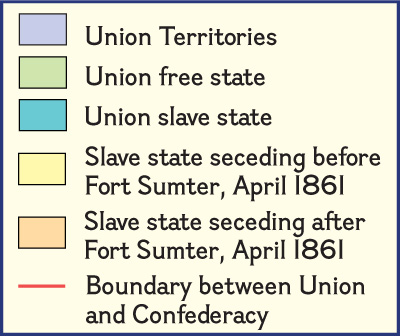 Union Territories
Union free state
Union slave state
Slave state seceding before
Fort Sumter, April 1861
Slave state seceding after
Fort Sumter, April 1861
Boundary between Union
and Confederacy